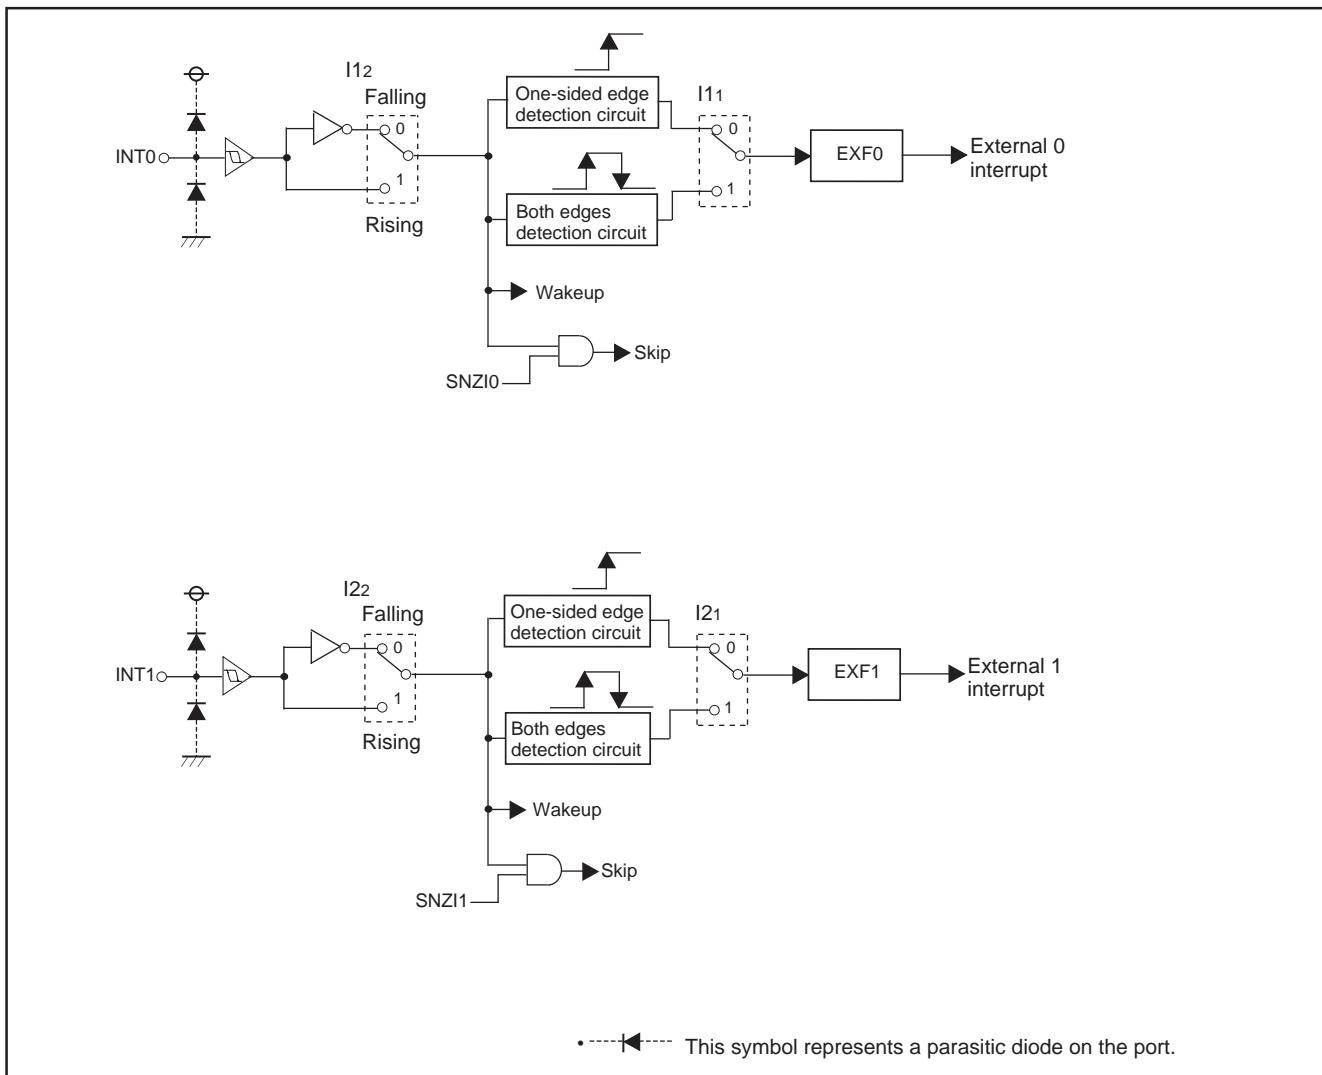 I12
Falling
0
INT0
1
Rising
One-sided edge
detection circuit
Both edges
detection circuit
I11
0
1
EXF0
External 0
interrupt
Wakeup
Skip
SNZI0
I22
Falling
0
INT1
1
Rising
One-sided edge
detection circuit
Both edges
detection circuit
I21
0
1
EXF1
External 1
interrupt
Wakeup
Skip
SNZI1
This symbol represents a parasitic diode on the port.